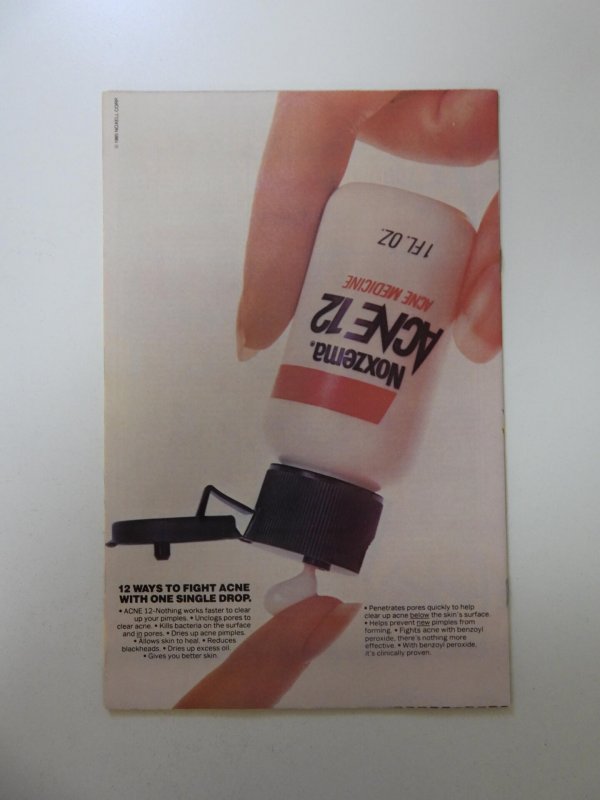 © 1985 NOXELL CORP.
1 FL. OZ.
ACNE MEDICINE
ACNE 12
Noxzema®
12 WAYS TO FIGHT ACNE
WITH ONE SINGLE DROP.
• ACNE 12-Nothing works faster to clear
up your pimples. • Unclogs pores to
clear acne. • Kills bacteria on the surface
and in pores. • Dries up acne pimples.
• Allows skin to heal. • Reduces
blackheads. • Dries up excess oil.
• Gives you better skin.
• Penetrates pores quickly to help
clear up acne below the skin's surface.
• Helps prevent new pimples from
forming. • Fights acne with benzoyl
peroxide, there's nothing more
effective. • With benzoyl peroxide,
it's clinically proven.